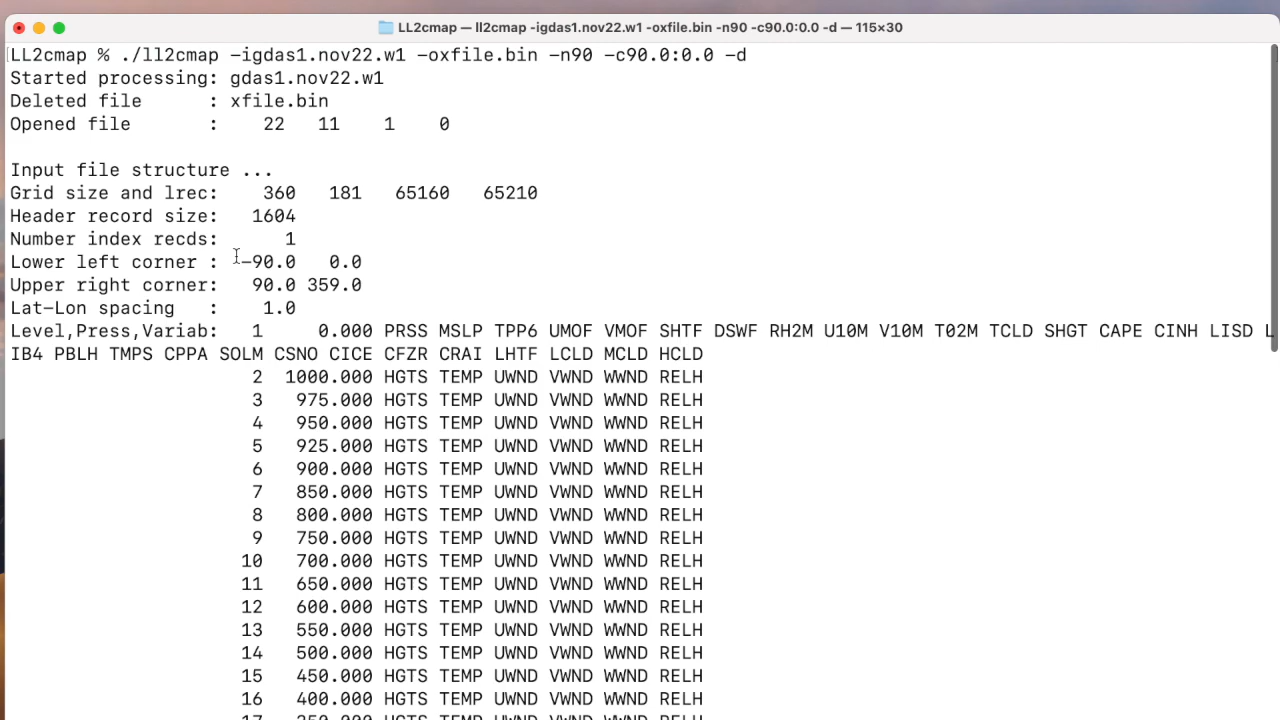 LL2cmap — ll2cmap -igdas1.nov22.w1 -oxfile.bin -n90 -c90.0:0.0 -d — 115×30
LL2cmap % ./ll2cmap -igdas1.nov22.w1 -oxfile.bin -n90 -c90.0:0.0 -d
Started processing: gdas1.nov22.w1
Deleted file      : xfile.bin
Opened file       :    22   11    1    0
Input file structure ...
Grid size and lrec:    360   181   65160   65210
Header record size:   1604
Number index recds:      1
Lower left corner :  -90.0   0.0
Upper right corner:   90.0 359.0
Lat-Lon spacing   :    1.0
Level,Press,Variab:   1     0.000 PRSS MSLP TPP6 UMOF VMOF SHTF DSWF RH2M U10M V10M T02M TCLD SHGT CAPE CINH LISD L
IB4 PBLH TMPS CPPA SOLM CSNO CICE CFZR CRAI LHTF LCLD MCLD HCLD
2  1000.000 HGTS TEMP UWND VWND WWND RELH
3   975.000 HGTS TEMP UWND VWND WWND RELH
4   950.000 HGTS TEMP UWND VWND WWND RELH
5   925.000 HGTS TEMP UWND VWND WWND RELH
6   900.000 HGTS TEMP UWND VWND WWND RELH
7   850.000 HGTS TEMP UWND VWND WWND RELH
8   800.000 HGTS TEMP UWND VWND WWND RELH
9   750.000 HGTS TEMP UWND VWND WWND RELH
10   700.000 HGTS TEMP UWND VWND WWND RELH
11   650.000 HGTS TEMP UWND VWND WWND RELH
12   600.000 HGTS TEMP UWND VWND WWND RELH
13   550.000 HGTS TEMP UWND VWND WWND RELH
14   500.000 HGTS TEMP UWND VWND WWND RELH
15   450.000 HGTS TEMP UWND VWND WWND RELH
16   400.000 HGTS TEMP UWND VWND WWND RELH
17   350.000 HGTS TEMP UWND VWND WWND RELH